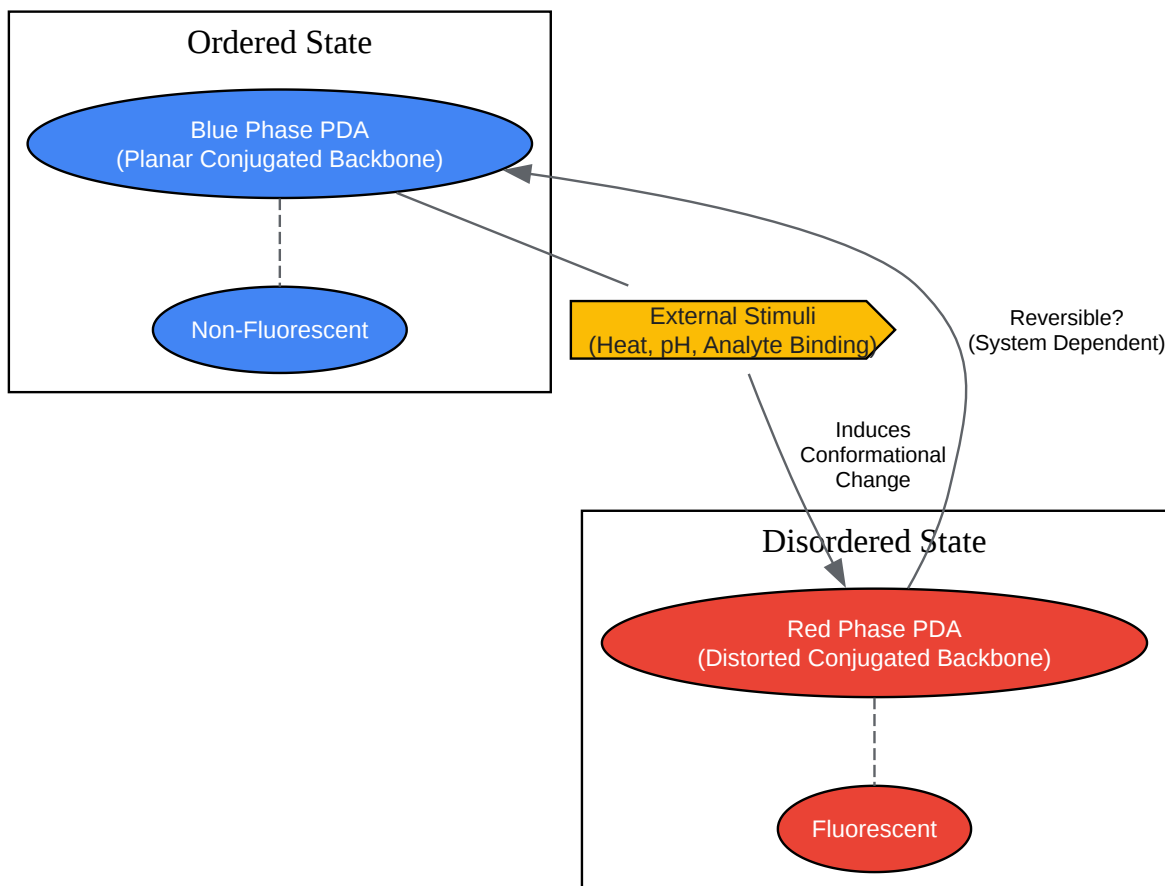 Ordered State
Blue Phase PDA
(Planar Conjugated Backbone)
Non-Fluorescent
External Stimuli
(Heat, pH, Analyte Binding)
Reversible?
(System Dependent)
Induces
Conformational
Change
Disordered State
Red Phase PDA
(Distorted Conjugated Backbone)
Fluorescent